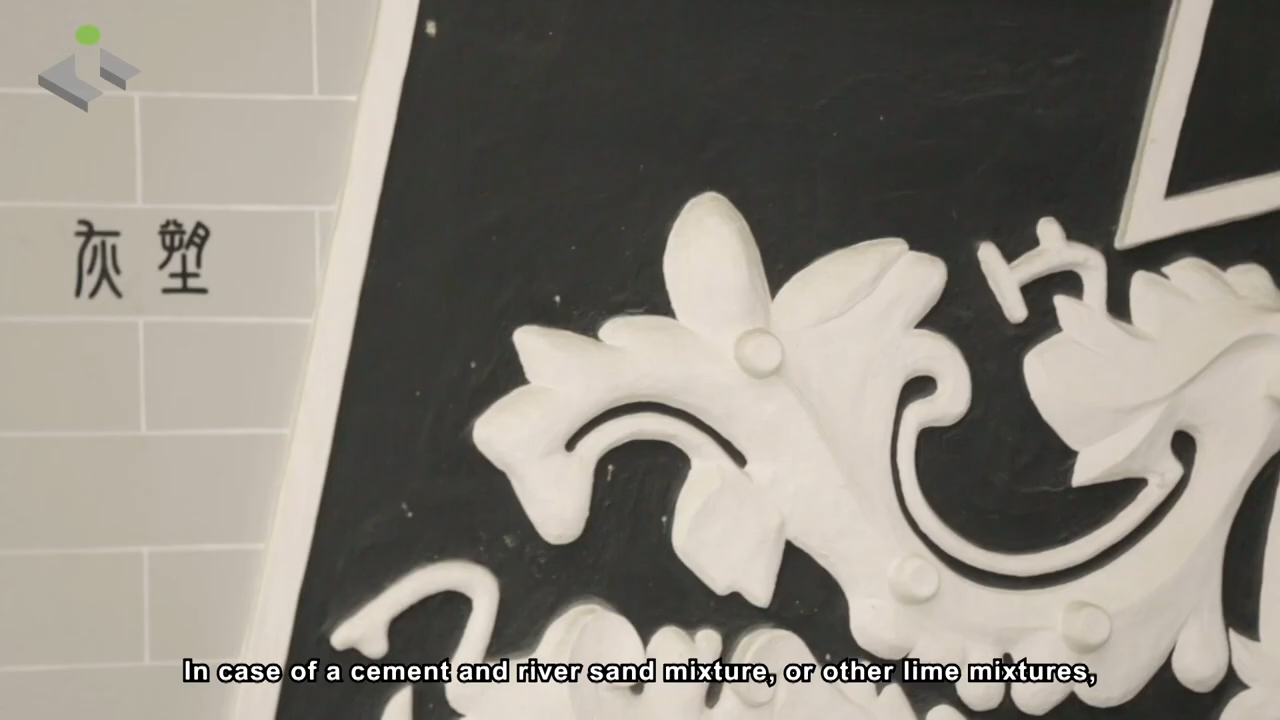 灰塑
In case of a cement and river sand mixture, or other lime mixtures,